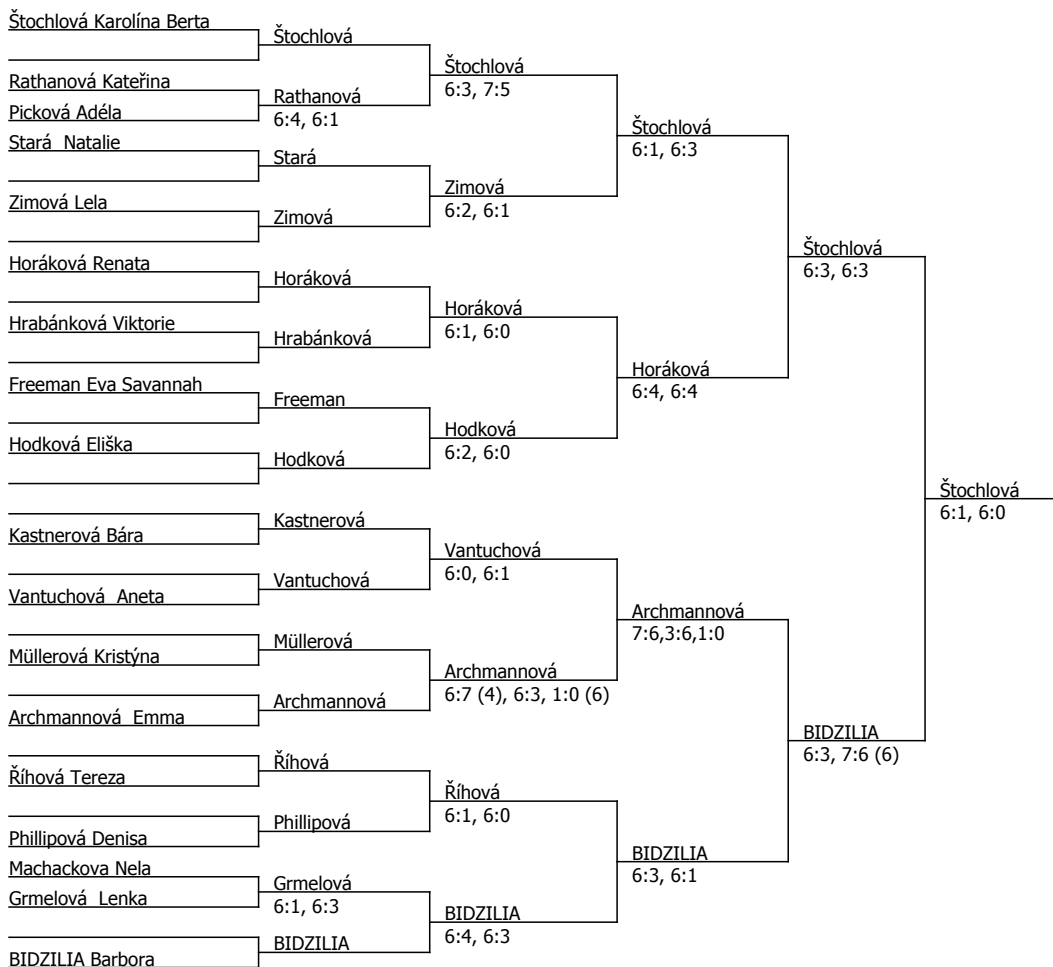 Štochlová Karolína Berta
Rathanová Kateřina
Picková Adéla
Stará  Natalie
Zimová Lela
Horáková Renata
Hrabánková Viktorie
Freeman Eva Savannah
Hodková Eliška
Kastnerová Bára
Vantuchová  Aneta
Müllerová Kristýna
Archmannová  Emma
Říhová Tereza
Phillipová Denisa
Machackova Nela
Grmelová  Lenka
BIDZILIA Barbora
Štochlová
Rathanová
6:4, 6:1
Stará
Zimová
Horáková
Hrabánková
Freeman
Hodková
Kastnerová
Vantuchová
Müllerová
Archmannová
Říhová
Phillipová
Grmelová
6:1, 6:3
BIDZILIA
Štochlová
6:3, 7:5
Zimová
6:2, 6:1
Horáková
6:1, 6:0
Hodková
6:2, 6:0
Vantuchová
6:0, 6:1
Archmannová
6:7 (4), 6:3, 1:0 (6)
Říhová
6:1, 6:0
BIDZILIA
6:4, 6:3
Štochlová
6:1, 6:3
Horáková
6:4, 6:4
Archmannová
7:6,3:6,1:0
BIDZILIA
6:3, 6:1
Štochlová
6:3, 6:3
BIDZILIA
6:3, 7:6 (6)
Štochlová
6:1, 6:0